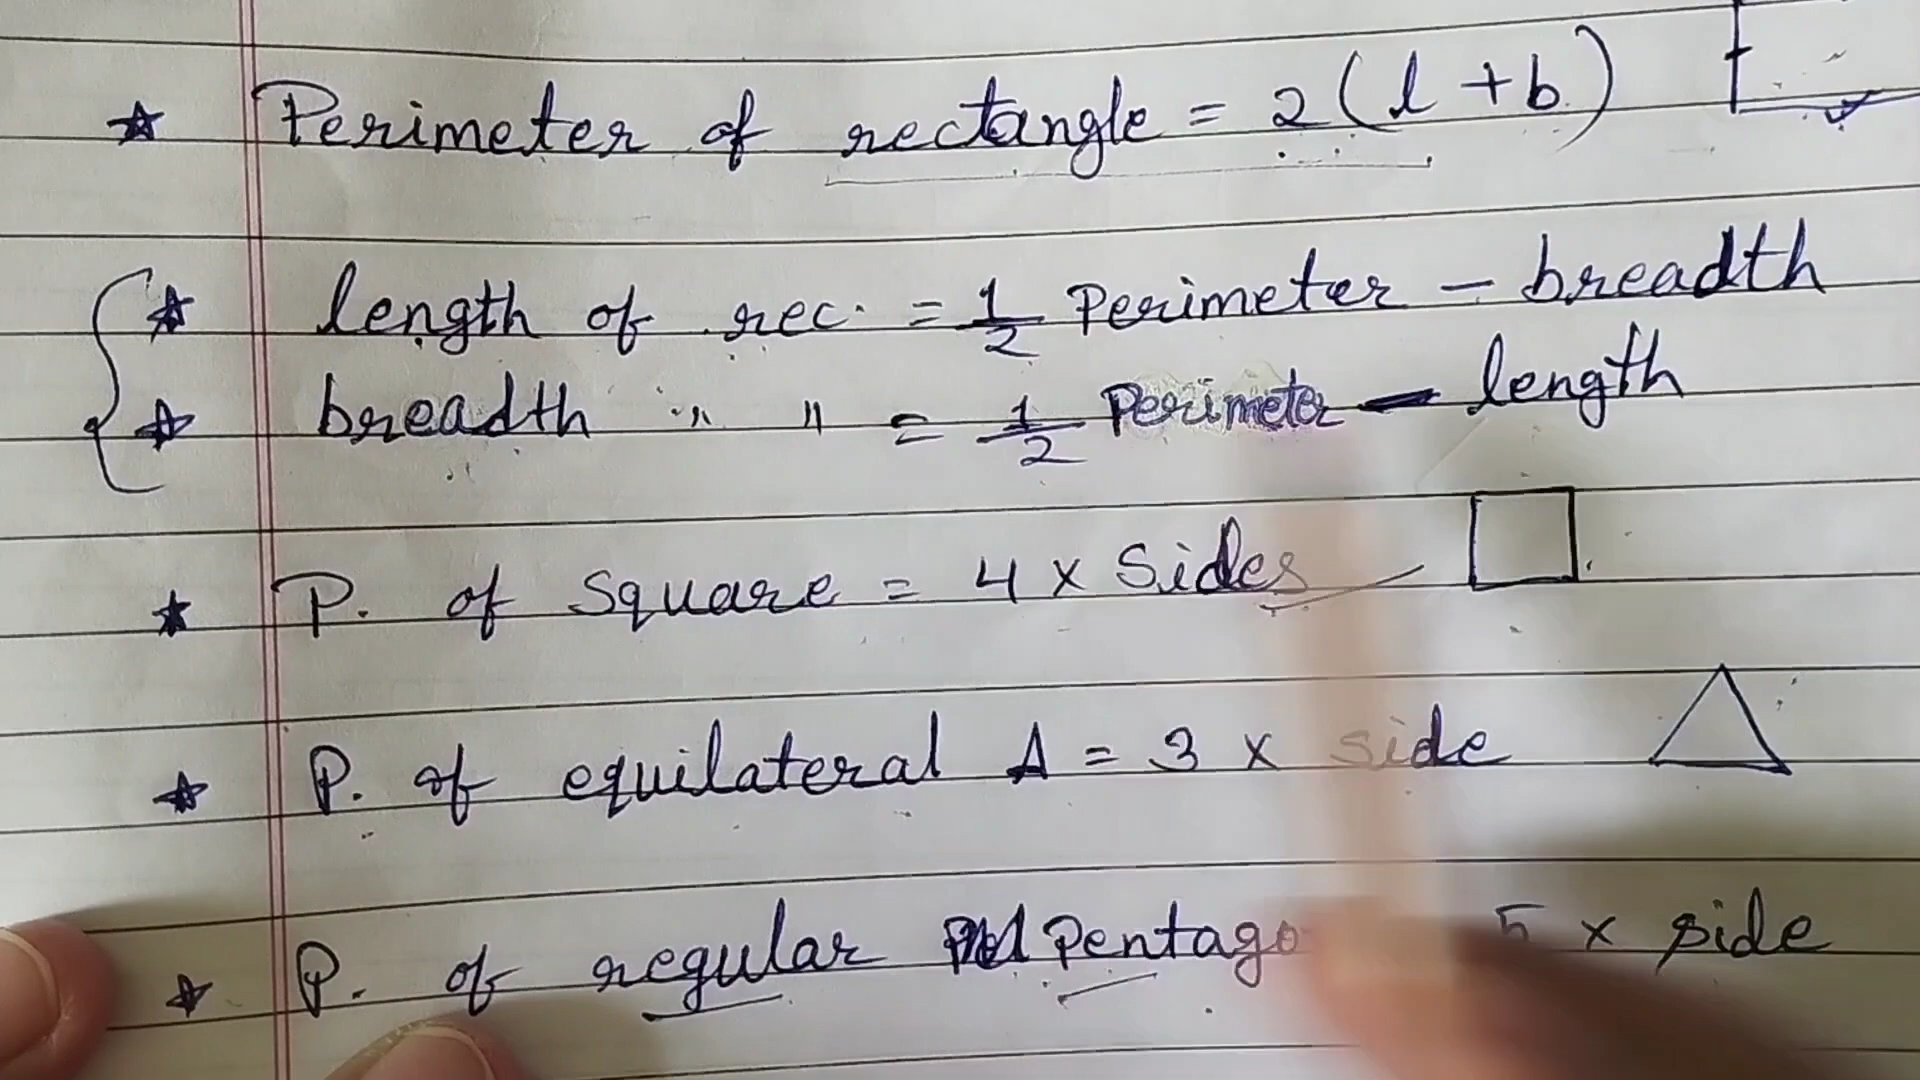 ★ Perimeter of rectangle = 2(l + b)
★ length of rec. = 1/2 Perimeter - breadth
★ breadth " " = 1/2 Perimeter - length
★ P. of Square = 4 x Sides
★ P. of equilateral Δ = 3 x side
★ P. of regular Pentago 5 x side